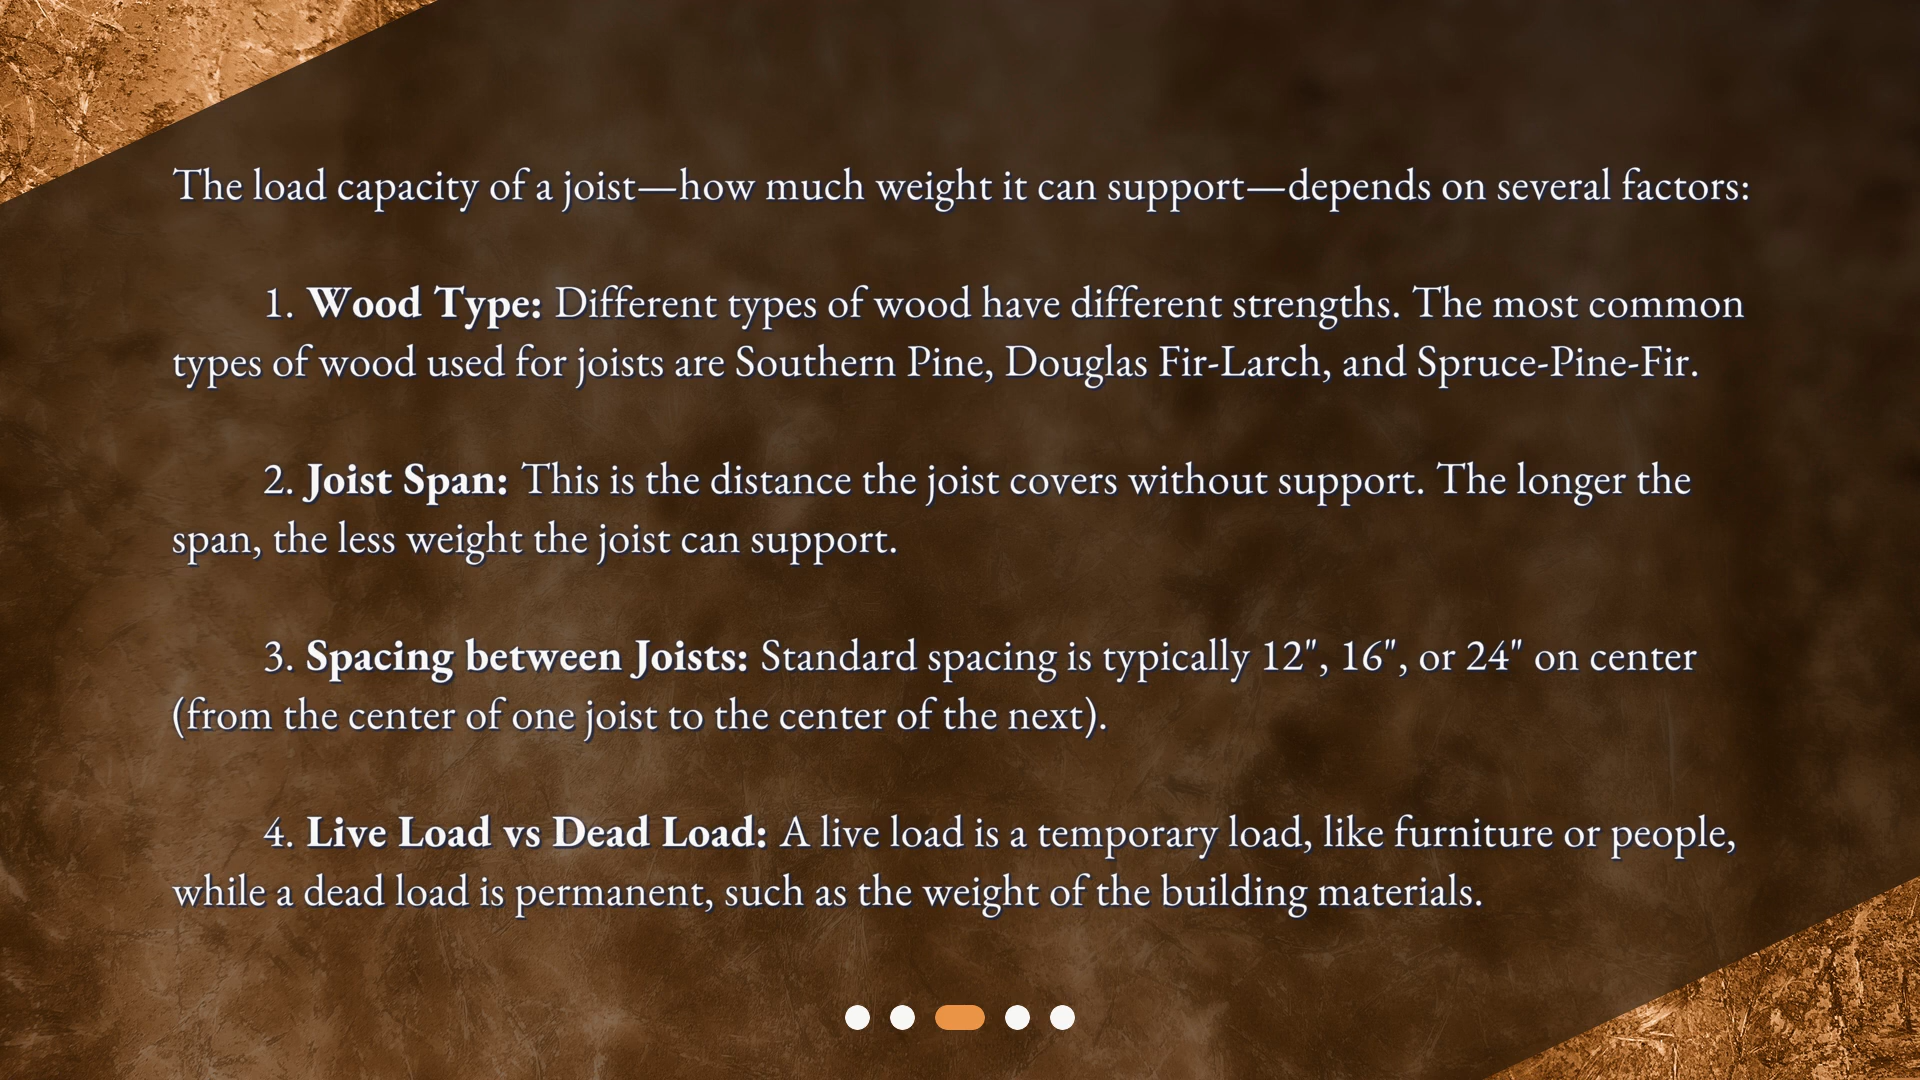 The load capacity of a joist—how much weight it can support—depends on several factors:
1. Wood Type: Different types of wood have different strengths. The most common
types of wood used for joists are Southern Pine, Douglas Fir-Larch, and Spruce-Pine-Fir.
2. Joist Span: This is the distance the joist covers without support. The longer the
span, the less weight the joist can support.
3. Spacing between Joists: Standard spacing is typically 12", 16", or 24" on center
(from the center of one joist to the center of the next).
4. Live Load vs Dead Load: A live load is a temporary load, like furniture or people,
while a dead load is permanent, such as the weight of the building materials.